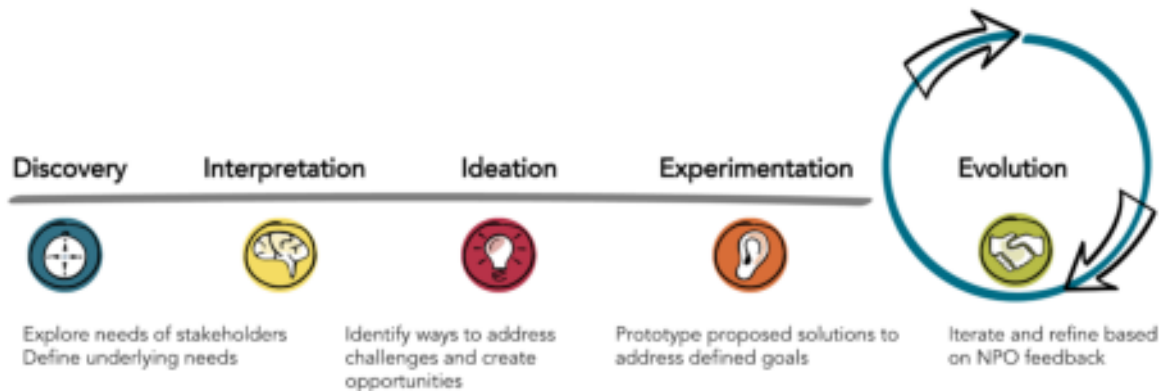 Discovery
Interpretation
Ideation
Experimentation
Evolution
Explore needs of stakeholders
Define underlying needs
Identify ways to address
challenges and create
opportunities
Prototype proposed solutions to
address defined goals
Iterate and refine based
on NPO feedback